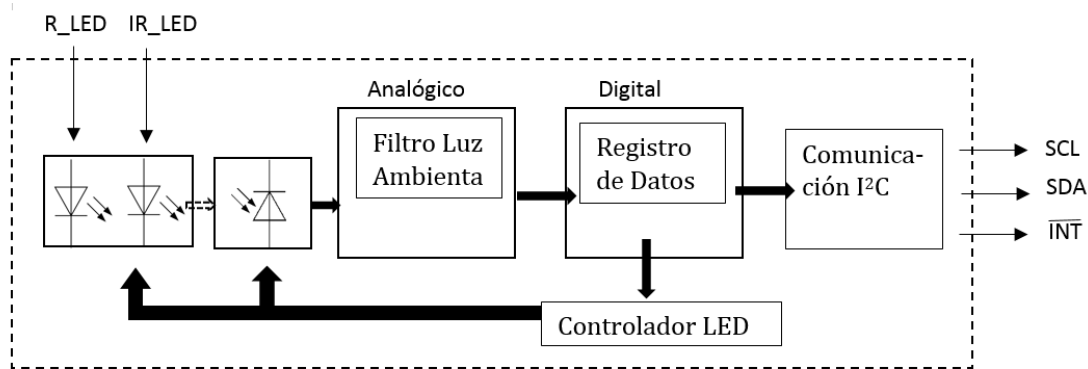 R_LED IR_LED
Analógico
Digital
Filtro Luz
Ambienta
Registro
de Datos
Comunica-
ción I²C
SCL
SDA
INT
Controlador LED